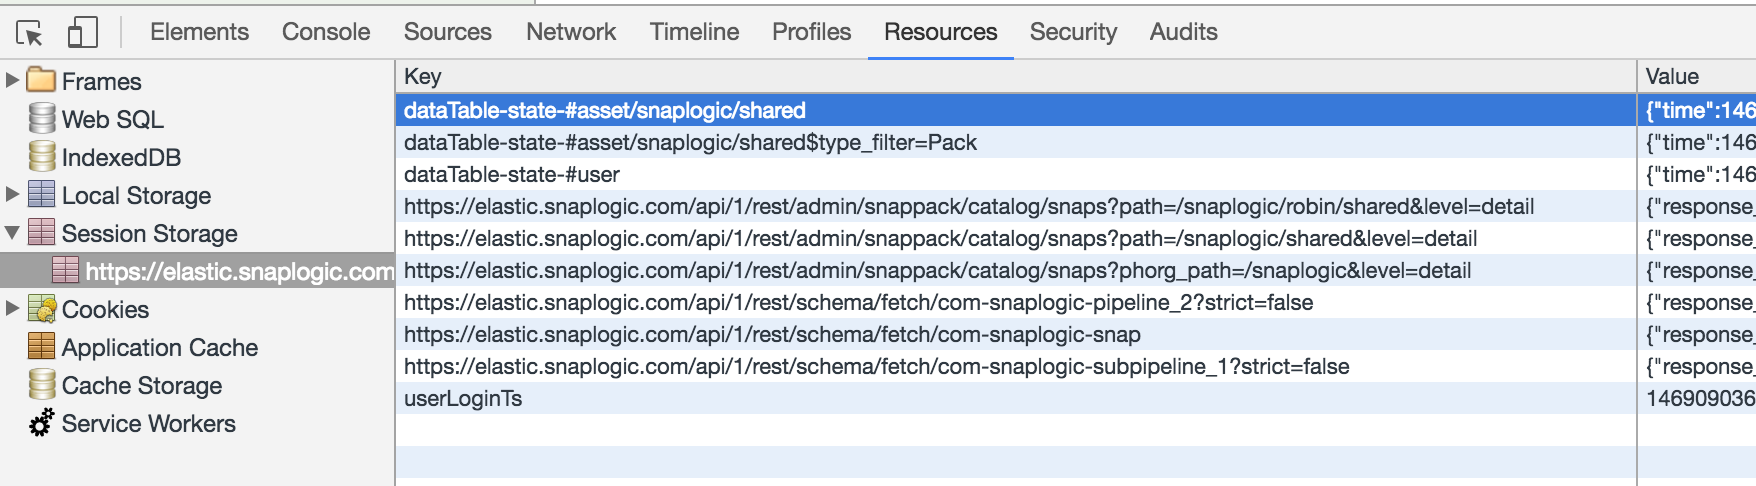 Elements Console Sources Network Timeline Profiles Resources Security Audits
Frames
Web SQL
IndexedDB
Local Storage
Session Storage
https://elastic.snaplogic.com
Cookies
Application Cache
Cache Storage
Service Workers
Key Value
dataTable-state-#asset/snaplogic/shared {"time":146
dataTable-state-#asset/snaplogic/shared$type_filter=Pack {"time":146
dataTable-state-#user {"time":146
https://elastic.snaplogic.com/api/1/rest/admin/snappack/catalog/snaps?path=/snaplogic/robin/shared&level=detail {"response_
https://elastic.snaplogic.com/api/1/rest/admin/snappack/catalog/snaps?path=/snaplogic/shared&level=detail {"response_
https://elastic.snaplogic.com/api/1/rest/admin/snappack/catalog/snaps?phorg_path=/snaplogic&level=detail {"response_
https://elastic.snaplogic.com/api/1/rest/schema/fetch/com-snaplogic-pipeline_2?strict=false {"response_
https://elastic.snaplogic.com/api/1/rest/schema/fetch/com-snaplogic-snap {"response_
https://elastic.snaplogic.com/api/1/rest/schema/fetch/com-snaplogic-subpipeline_1?strict=false {"response_
userLoginTs 146909036